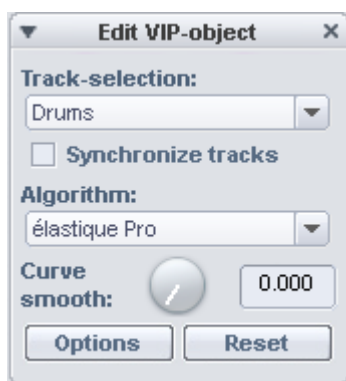 Edit VIP-object
Track-selection:
Drums
Synchronize tracks
Algorithm:
élastique Pro
Curve
smooth:
0.000
Options Reset